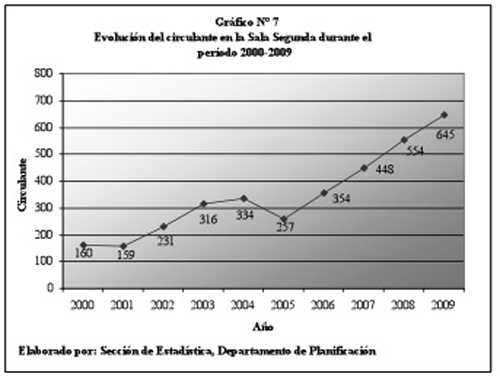 Gráfico N° 7
Evolución del circulante en la Sala Segunda durante el
período 2000-2009
800
700
600
500
400
300
200
100
0
Circulante
160
159
231
316
334
257
354
448
554
645
2000 2001 2002 2003 2004 2005 2006 2007 2008 2009
Año
Elaborado por: Sección de Estadística, Departamento de Planificación